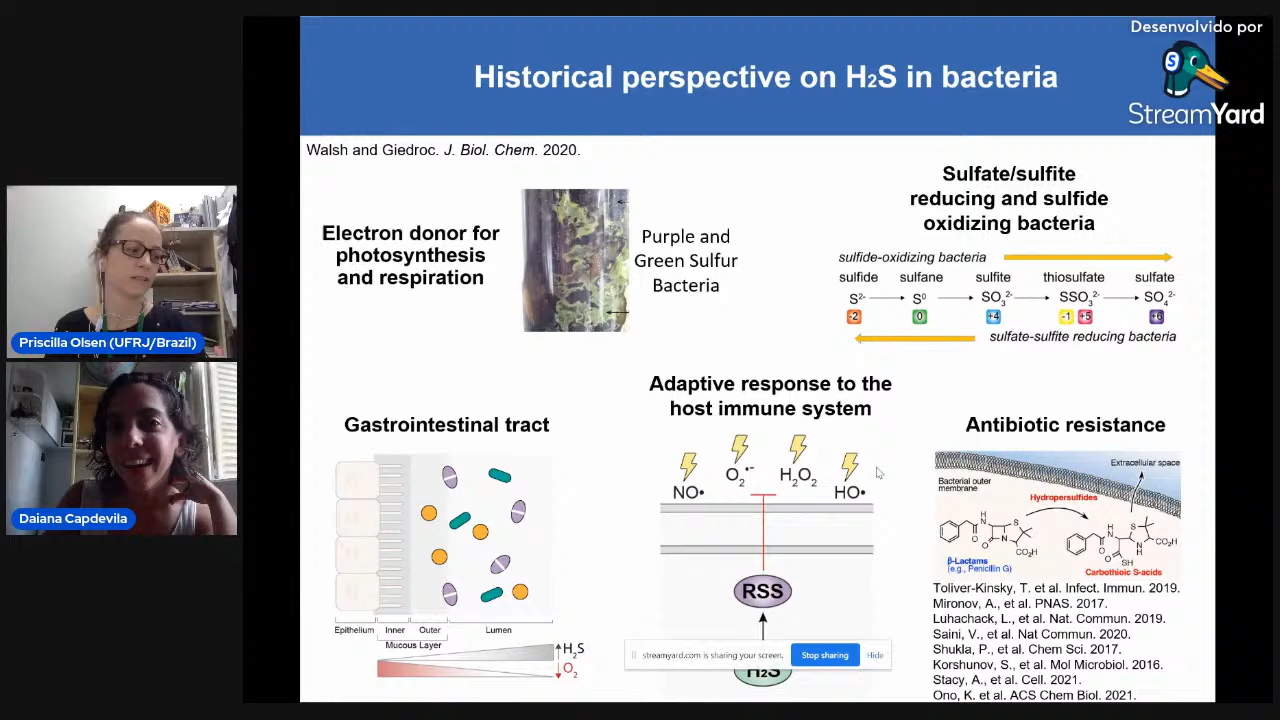 Desenvolvido por
StreamYard
Historical perspective on H₂S in bacteria
Walsh and Giedroc. J. Biol. Chem. 2020.
Electron donor for
photosynthesis
and respiration
Purple and
Green Sulfur
Bacteria
Sulfate/sulfite
reducing and sulfide
oxidizing bacteria
sulfide-oxidizing bacteria
sulfide sulfane sulfite thiosulfate sulfate
S²⁻ S⁰ SO₃²⁻ SSO₃²⁻ SO₄²⁻
-2 0 +4 -1 +5 +6
sulfate-sulfite reducing bacteria
Priscilla Olsen (UFRJ/Brazil)
Daiana Capdevila
Gastrointestinal tract
Epithelium Inner Outer Lumen
Mucous Layer
H₂S
O₂
Adaptive response to the
host immune system
NO• O₂•⁻ H₂O₂ HO•
RSS
H₂S
streamyard.com is sharing your screen. Stop sharing Hide
Antibiotic resistance
Extracellular space
Bacterial outer
membrane
Hydropersulfides
H
N
S
O
O
N
CO₂H
H
N
S
O
O
N
H
CO₂H
SH
β-Lactams
(e.g., Penicillin G)
Carbothioic S-acids
Toliver-Kinsky, T. et al. Infect. Immun. 2019.
Mironov, A., et al. PNAS. 2017.
Luhachack, L., et al. Nat. Commun. 2019.
Saini, V., et al. Nat Commun. 2020.
Shukla, P., et al. Chem Sci. 2017.
Korshunov, S., et al. Mol Microbiol. 2016.
Stacy, A., et al. Cell. 2021.
Ono, K. et al. ACS Chem Biol. 2021.